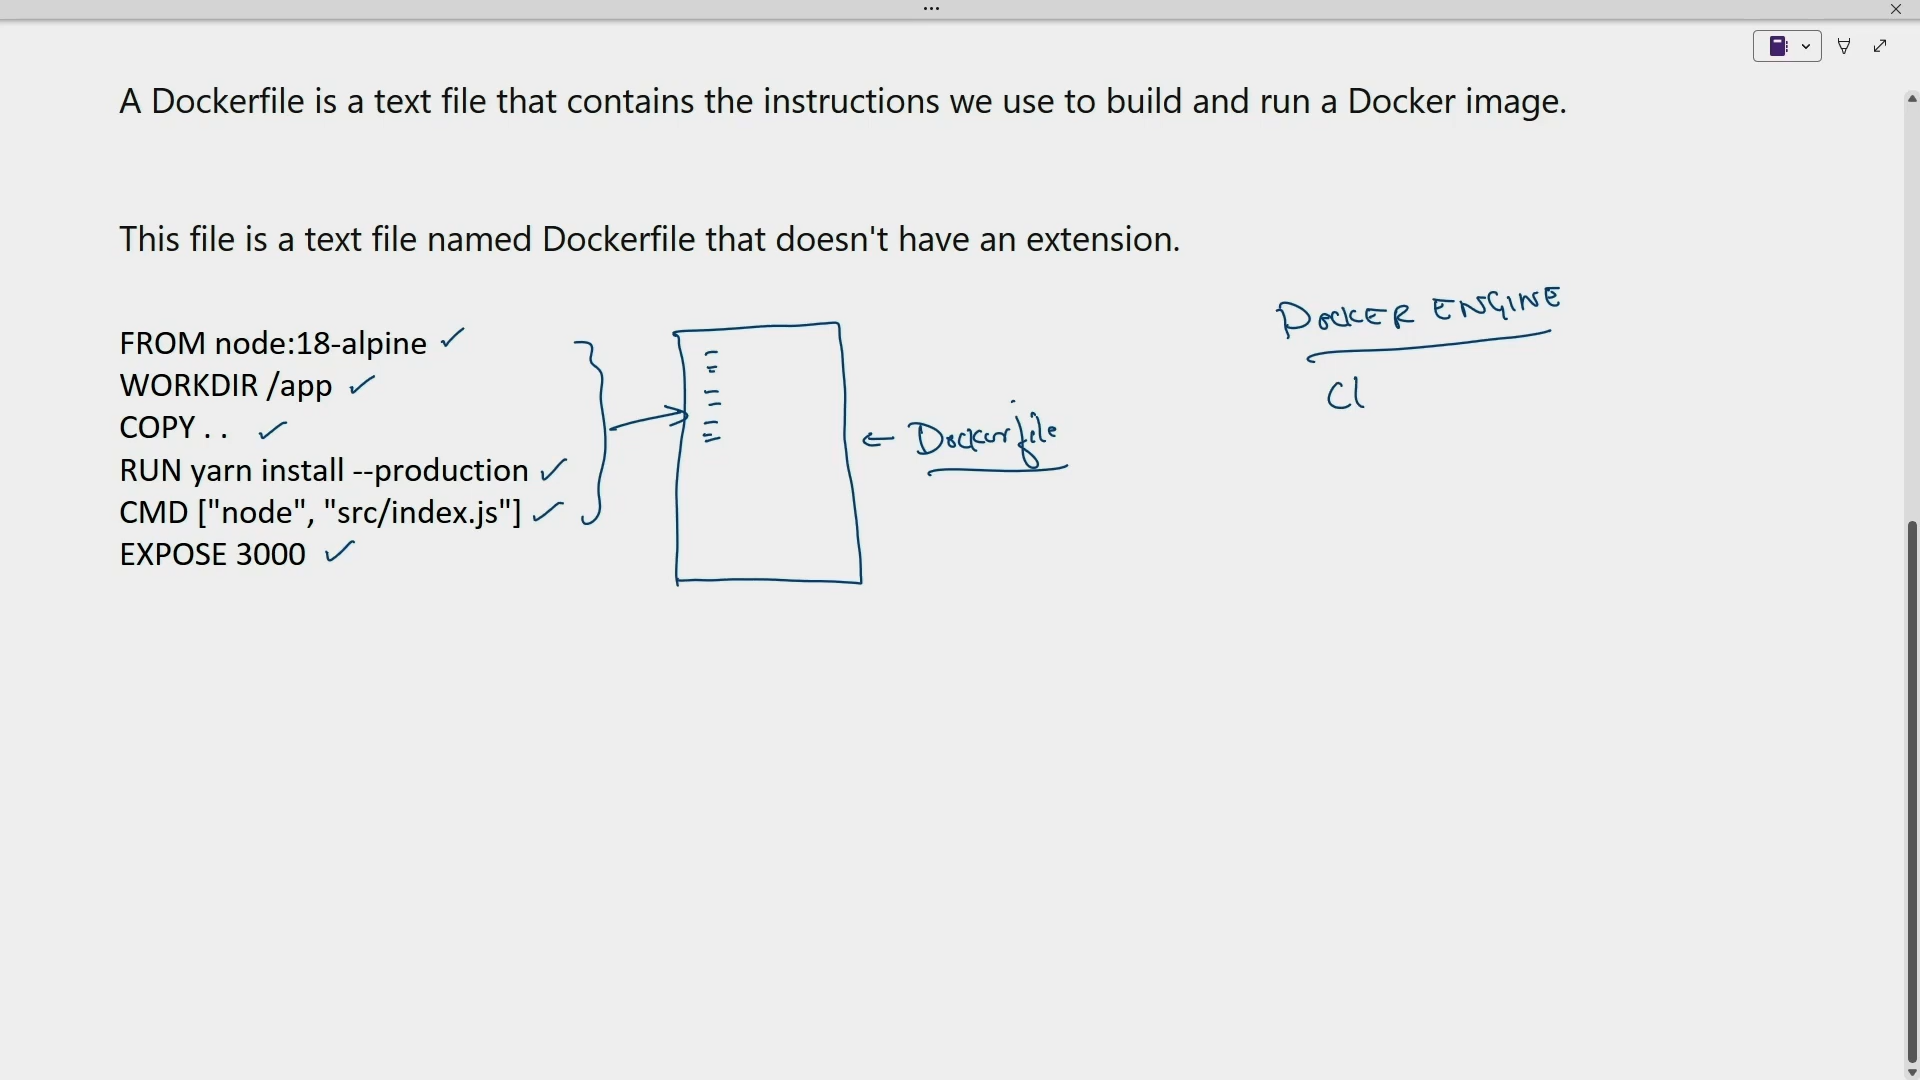 A Dockerfile is a text file that contains the instructions we use to build and run a Docker image.
This file is a text file named Dockerfile that doesn't have an extension.
DOCKER ENGINE
Cl
FROM node:18-alpine
WORKDIR /app
COPY . .
RUN yarn install --production
CMD ["node", "src/index.js"]
EXPOSE 3000
Dockerfile